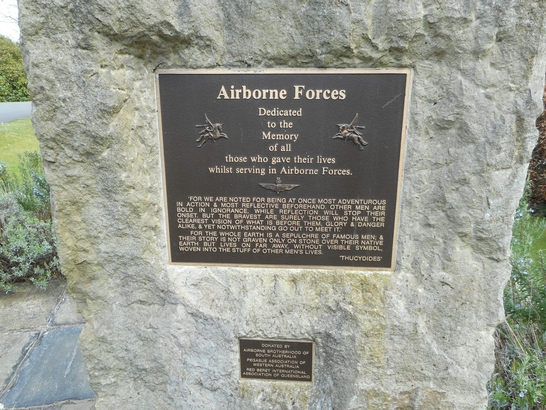 Airborne Forces
Dedicated
to the
Memory
of all
those who gave their lives
whilst serving in Airborne Forces.
'FOR WE ARE NOTED FOR BEING AT ONCE MOST ADVENTUROUS
IN ACTION & MOST REFLECTIVE BEFOREHAND. OTHER MEN ARE
BOLD IN IGNORANCE, WHILE REFLECTION WILL STOP THEIR
ONSET. BUT THE BRAVEST ARE SURELY THOSE WHO HAVE THE
CLEAREST VISION OF WHAT IS BEFORE THEM, GLORY & DANGER
ALIKE, & YET NOTWITHSTANDING GO OUT TO MEET IT.'
FOR THE WHOLE EARTH IS A SEPULCHRE OF FAMOUS MEN; &
THEIR STORY IS NOT GRAVEN ONLY ON STONE OVER THEIR NATIVE
EARTH BUT LIVES ON FAR AWAY, WITHOUT VISIBLE SYMBOL,
WOVEN INTO THE STUFF OF OTHER MEN'S LIVES.
'THUCYDIDES'
DONATED BY
AIRBORNE BROTHERHOOD OF
SOUTH AUSTRALIA
PEGASUS ASSOCIATION OF
WESTERN AUSTRALIA
RED BERET INTERNATIONAL
ASSOCIATION OF QUEENSLAND